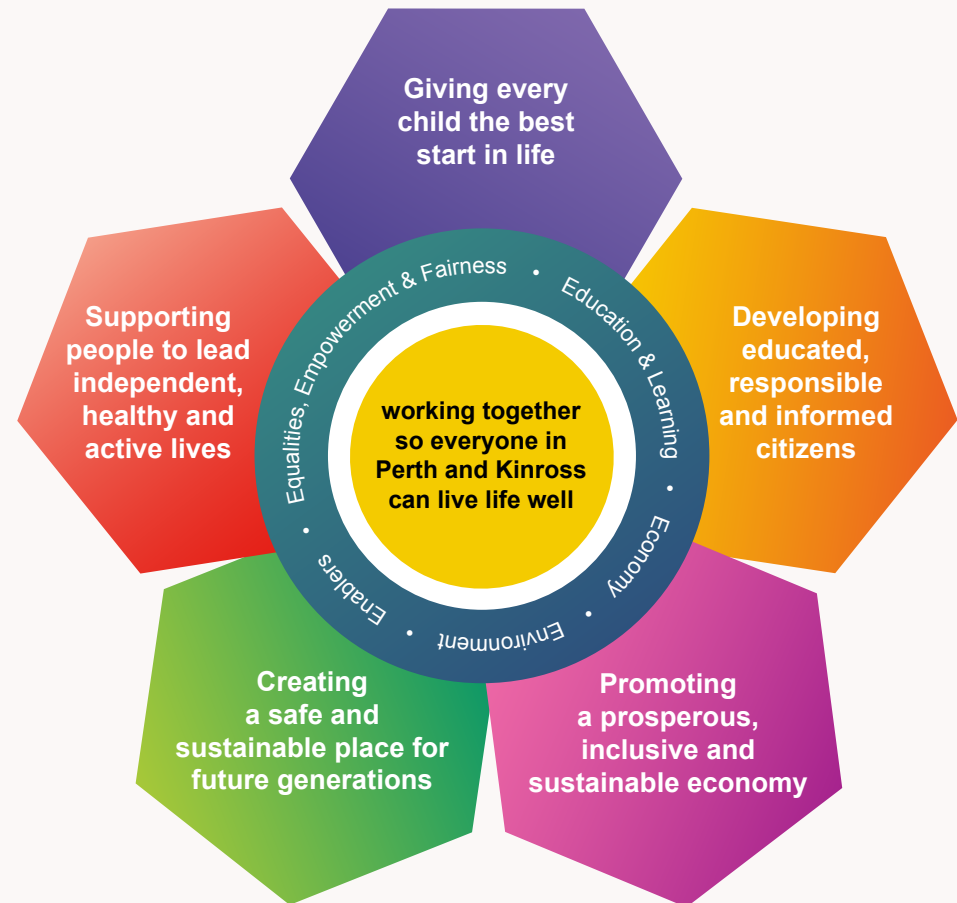 Giving every
child the best
start in life
Developing
educated,
responsible
and informed
citizens
Promoting
a prosperous,
inclusive and
sustainable economy
Creating
a safe and
sustainable place for
future generations
Supporting
people to lead
independent,
healthy and
active lives
Equalities, Empowerment & Fairness • Education & Learning • Economy • Environment • Enablers •
working together
so everyone in
Perth and Kinross
can live life well